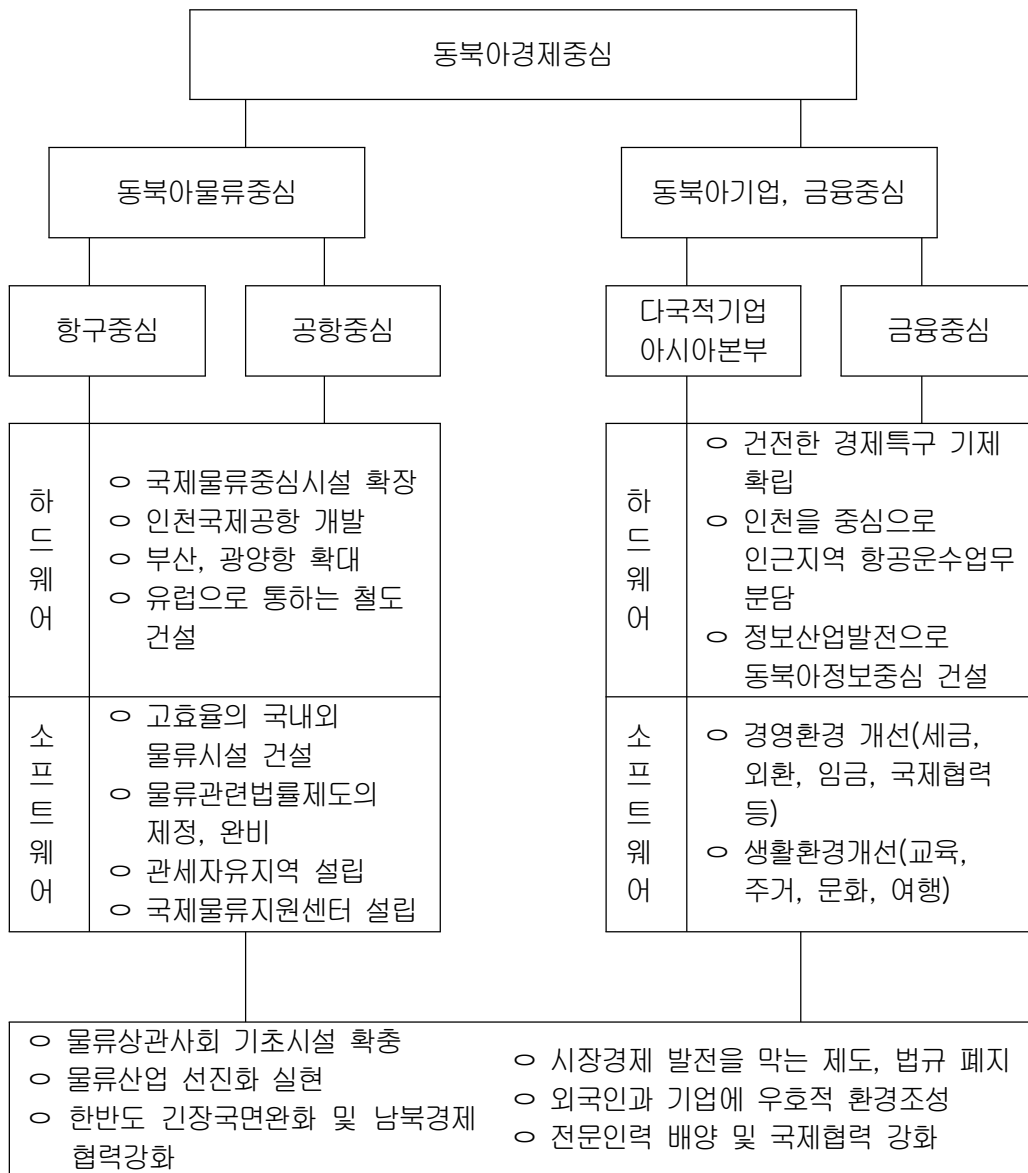 동북아경제중심
동북아물류중심
동북아기업, 금융중심
항구중심
공항중심
다국적기업
아시아본부
금융중심
하드웨어
ㅇ 국제물류중심시설 확장
ㅇ 인천국제공항 개발
ㅇ 부산, 광양항 확대
ㅇ 유럽으로 통하는 철도
건설
소프트웨어
ㅇ 고효율의 국내외
물류시설 건설
ㅇ 물류관련법률제도의
제정, 완비
ㅇ 관세자유지역 설립
ㅇ 국제물류지원센터 설립
하드웨어
ㅇ 건전한 경제특구 기제
확립
ㅇ 인천을 중심으로
인근지역 항공운수업무
분담
ㅇ 정보산업발전으로
동북아정보중심 건설
소프트웨어
ㅇ 경영환경 개선(세금,
외환, 임금, 국제협력
등)
ㅇ 생활환경개선(교육,
주거, 문화, 여행)
ㅇ 물류상관사회 기초시설 확충
ㅇ 물류산업 선진화 실현
ㅇ 한반도 긴장국면완화 및 남북경제
협력강화
ㅇ 시장경제 발전을 막는 제도, 법규 폐지
ㅇ 외국인과 기업에 우호적 환경조성
ㅇ 전문인력 배양 및 국제협력 강화